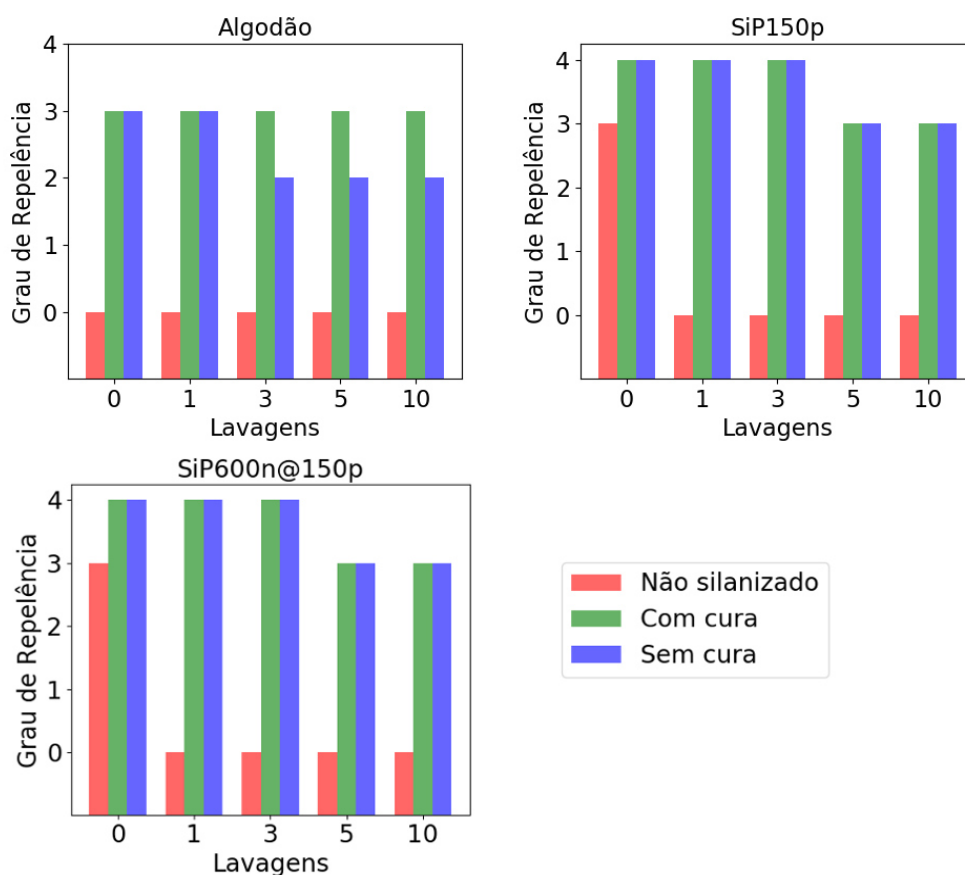 Algodão
4
3
2
1
0
Grau de Repelência
0 1 3 5 10
Lavagens
SiP150p
4
3
2
1
0
Grau de Repelência
0 1 3 5 10
Lavagens
SiP600n@150p
4
3
2
1
0
Grau de Repelência
0 1 3 5 10
Lavagens
Não silanizado
Com cura
Sem cura